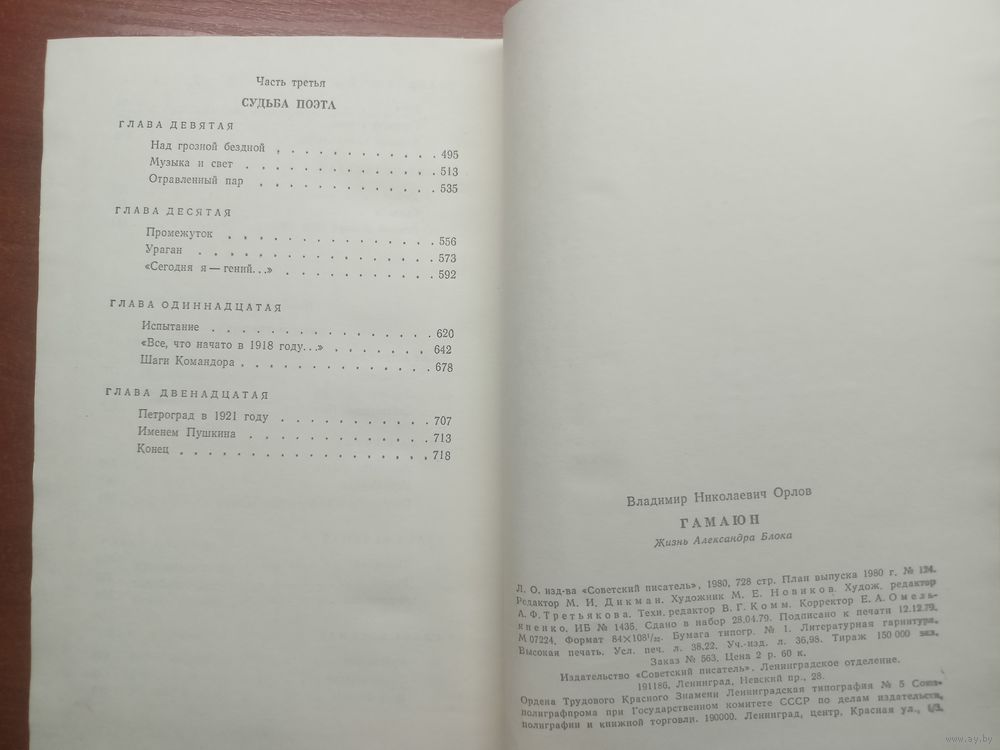 Часть третья
СУДЬБА ПОЭТА
ГЛАВА ДЕВЯТАЯ
Над грозной бездной . . . . . . . . . . . 495
Музыка и свет . . . . . . . . . . . . . 513
Отравленный пар . . . . . . . . . . . . 535
ГЛАВА ДЕСЯТАЯ
Промежуток . . . . . . . . . . . . . . 556
Ураган . . . . . . . . . . . . . . . . 573
«Сегодня я — гений...» . . . . . . . . . . 592
ГЛАВА ОДИННАДЦАТАЯ
Испытание . . . . . . . . . . . . . . . 620
«Все, что начато в 1918 году...» . . . . . . . 642
Шаги Командора . . . . . . . . . . . . . 678
ГЛАВА ДВЕНАДЦАТАЯ
Петроград в 1921 году . . . . . . . . . . . 707
Именем Пушкина . . . . . . . . . . . . . 713
Конец . . . . . . . . . . . . . . . . . 718
Владимир Николаевич Орлов
ГАМАЮН
Жизнь Александра Блока
Л. О. изд-ва «Советский писатель», 1980, 728 стр. План выпуска 1980 г. № 124.
Редактор М. И. Дикман. Художник М. Е. Новиков. Худож. редактор
А. Ф. Третьякова. Техн. редактор В. Г. Комм. Корректор Е. А. Омель-
яненко. ИБ № 1435. Сдано в набор 28.04.79. Подписано к печати 12.12.79.
М 07224. Формат 84×108¹/₃₂. Бумага типогр. № 1. Литературная гарнитура.
Высокая печать. Усл. печ. л. 38,22. Уч.-изд. л. 36,98. Тираж 150 000 экз.
Заказ № 563. Цена 2 р. 60 к.
Издательство «Советский писатель». Ленинградское отделение.
191186, Ленинград, Невский пр., 28.
Ордена Трудового Красного Знамени Ленинградская типография № 5 Союз-
полиграфпрома при Государственном комитете СССР по делам издательств,
полиграфии и книжной торговли. 190000. Ленинград, центр, Красная ул., 1/3.
www.ay.by